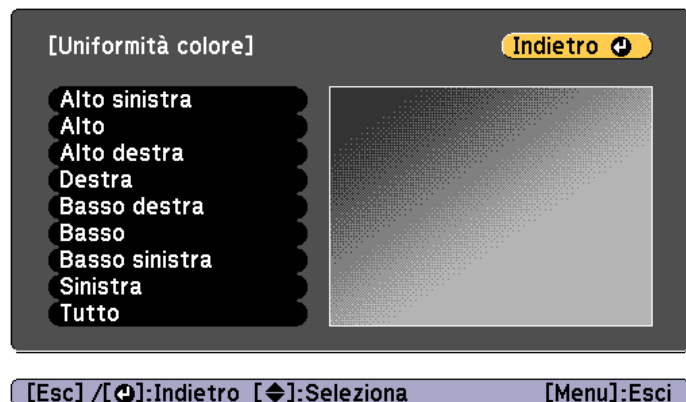 [Uniformità colore]
Indietro
Alto sinistra
Alto
Alto destra
Destra
Basso destra
Basso
Basso sinistra
Sinistra
Tutto
[Esc] /[⏎]:Indietro [◆]:Seleziona [Menu]:Esci